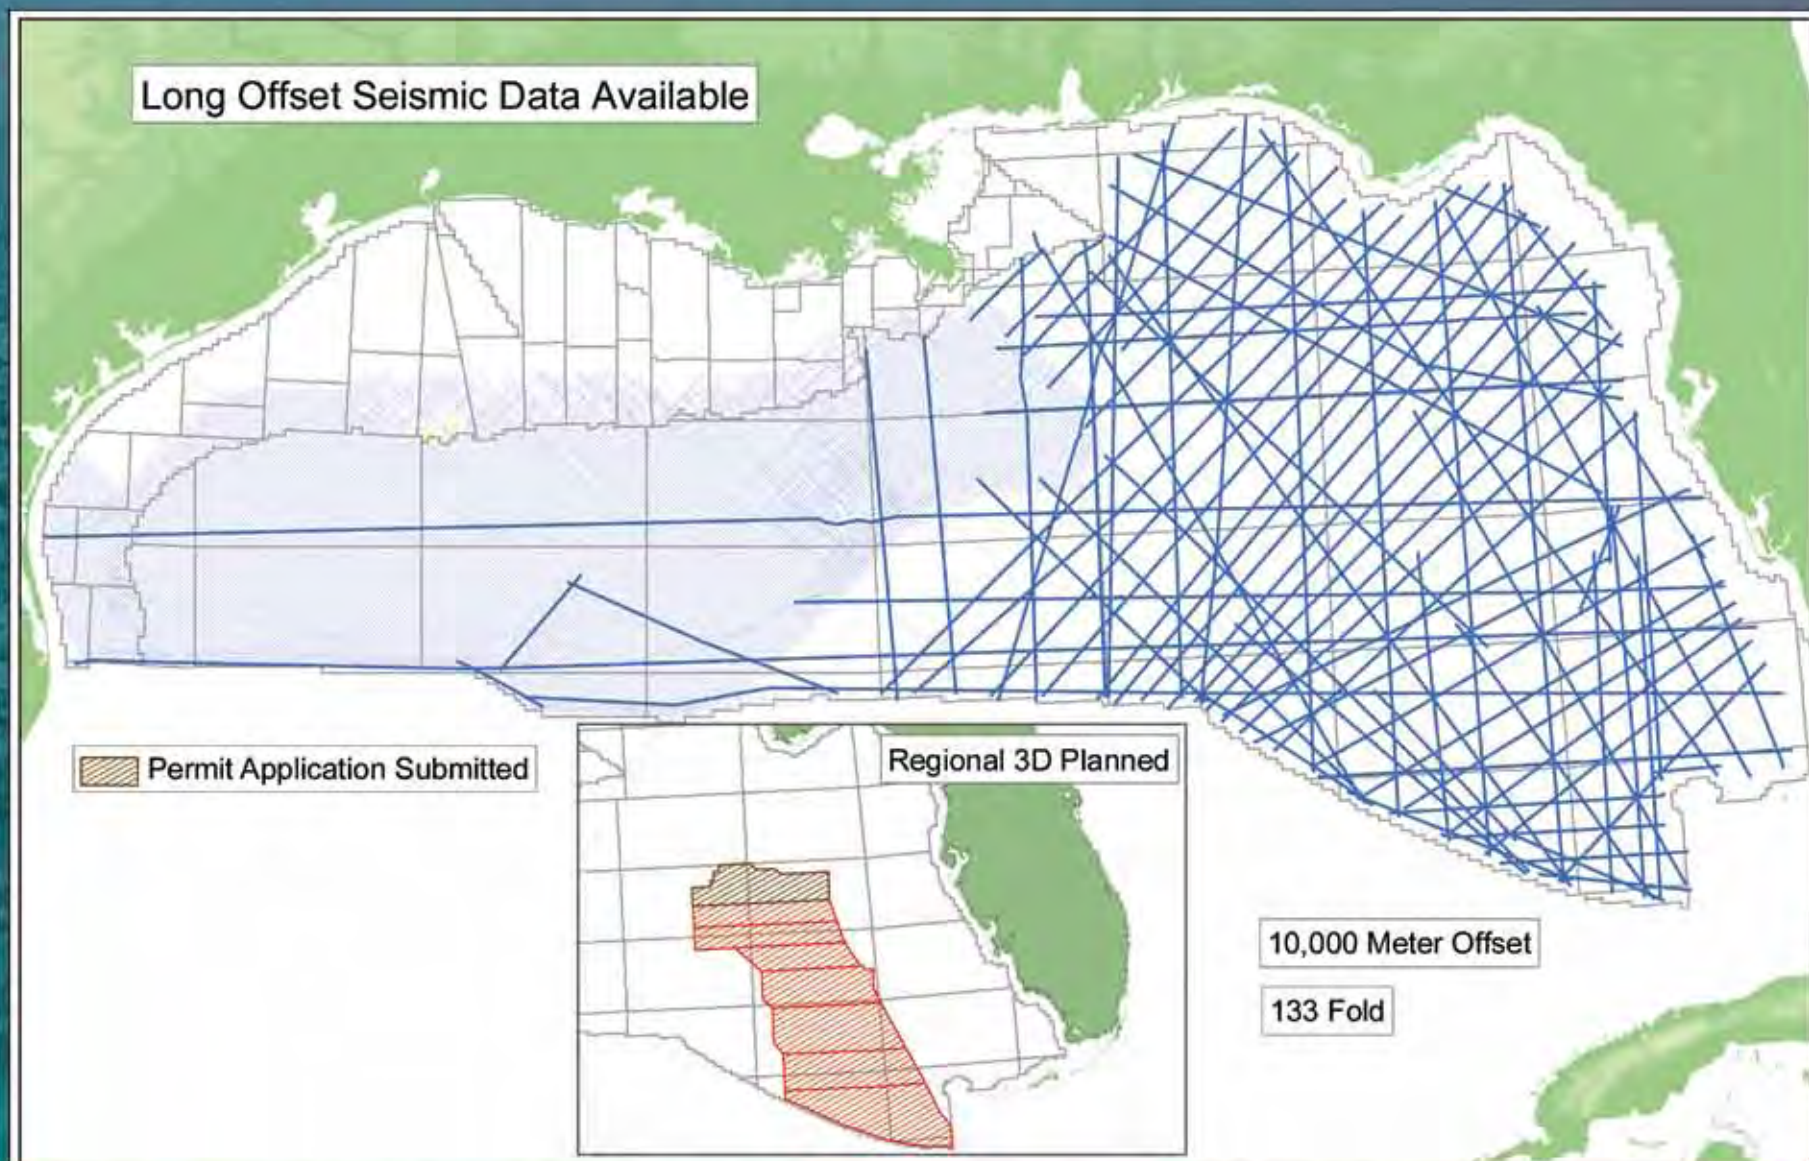 Long Offset Seismic Data Available
Permit Application Submitted
Regional 3D Planned
10,000 Meter Offset
133 Fold